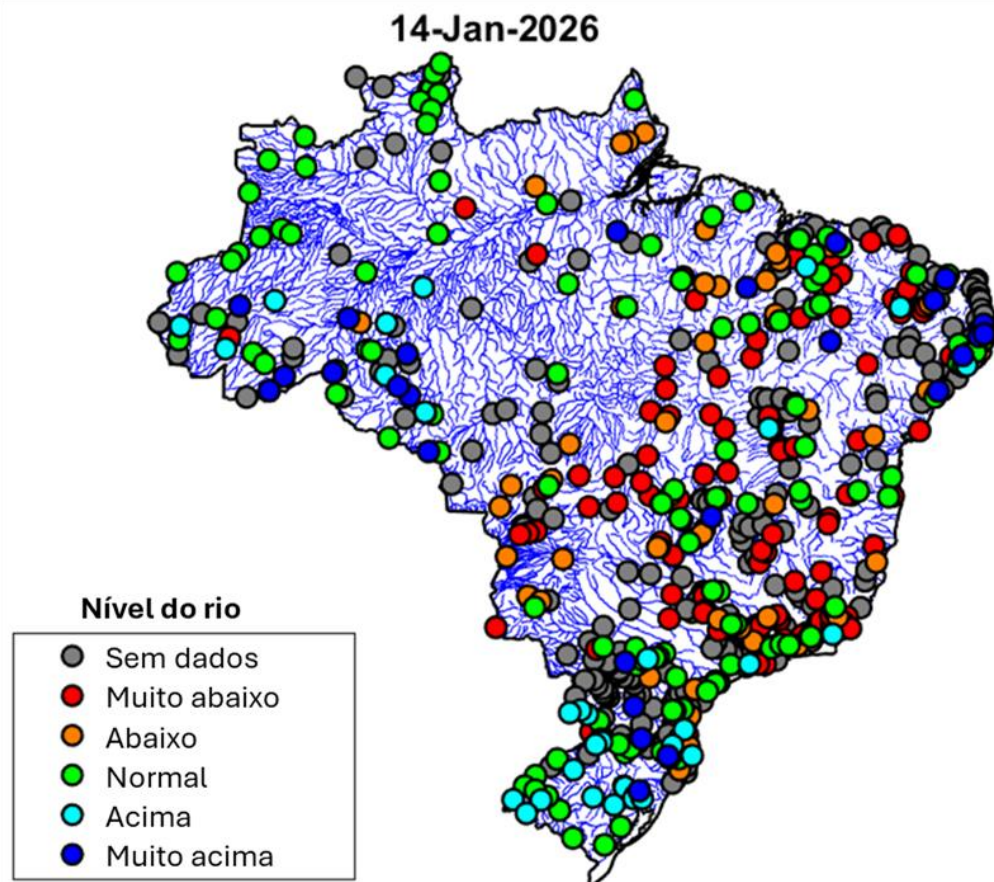 14-Jan-2026
Nível do rio
Sem dados
Muito abaixo
Abaixo
Normal
Acima
Muito acima